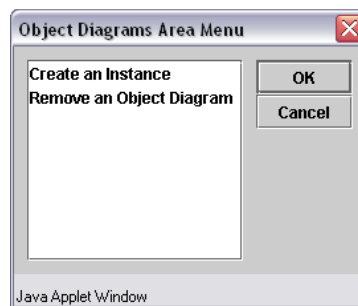 Object Diagrams Area Menu
Create an Instance
Remove an Object Diagram
OK
Cancel
Java Applet Window